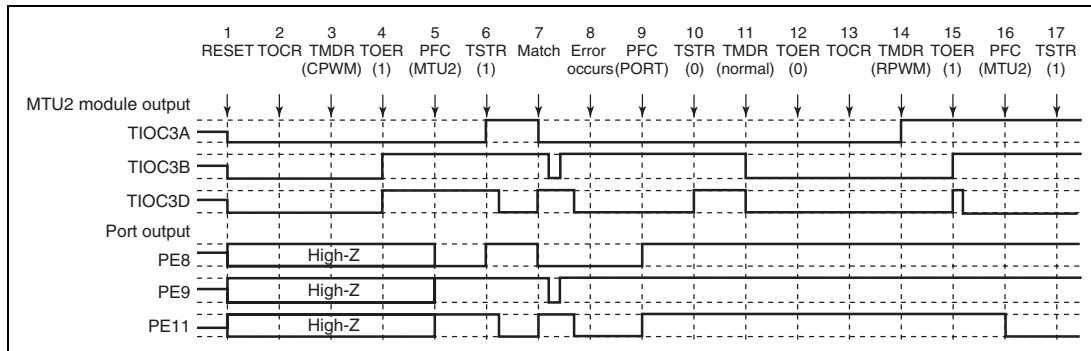 1 2 3 4 5 6 7 8 9 10 11 12 13 14 15 16 17
RESET TOCR TMDR TOER PFC TSTR Match Error PFC TSTR TMDR TOER TOCR TMDR TOER PFC TSTR
(CPWM) (1) (MTU2) (1) occurs (PORT) (0) (normal) (0) (RPWM) (1) (MTU2) (1)
MTU2 module output
TIOC3A
TIOC3B
TIOC3D
Port output
PE8 High-Z
PE9 High-Z
PE11 High-Z